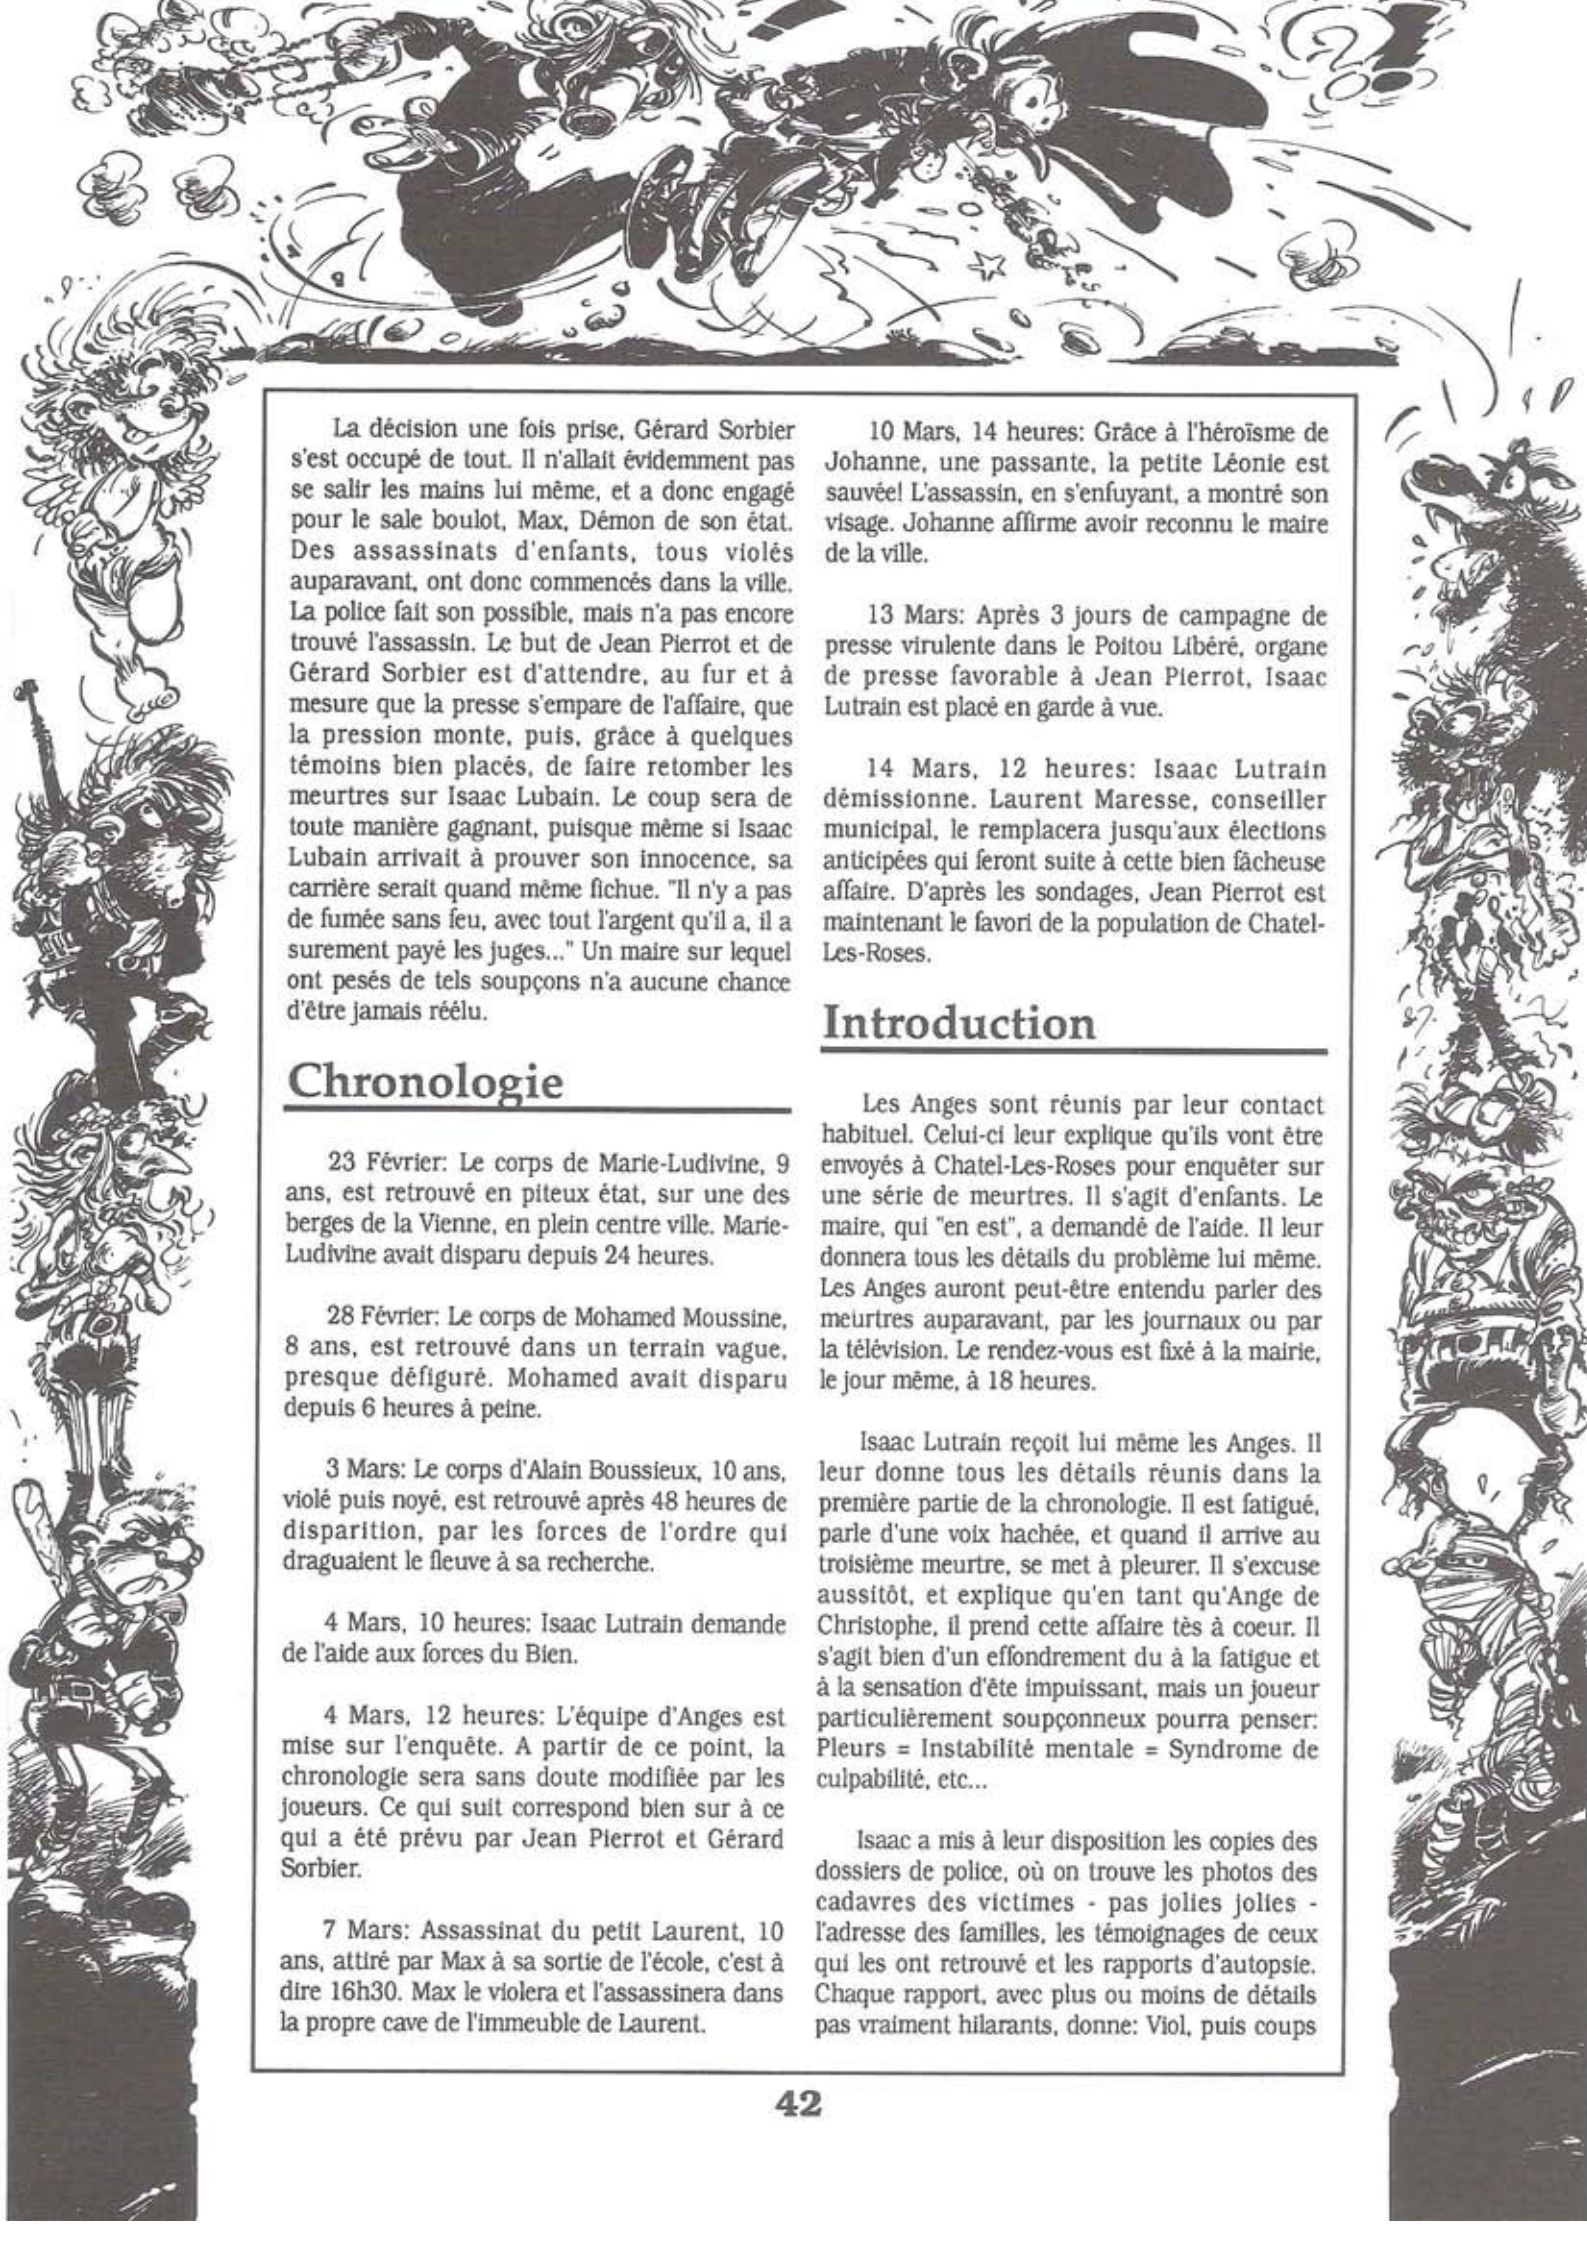 La décision une fois prise, Gérard Sorbier
s'est occupé de tout. Il n'allait évidemment pas
se salir les mains lui même, et a donc engagé
pour le sale boulot, Max, Démon de son état.
Des assassinats d'enfants, tous violés
auparavant, ont donc commencés dans la ville.
La police fait son possible, mais n'a pas encore
trouvé l'assassin. Le but de Jean Pierrot et de
Gérard Sorbier est d'attendre, au fur et à
mesure que la presse s'empare de l'affaire, que
la pression monte, puis, grâce à quelques
témoins bien placés, de faire retomber les
meurtres sur Isaac Lubain. Le coup sera de
toute manière gagnant, puisque même si Isaac
Lubain arrivait à prouver son innocence, sa
carrière serait quand même fichue. "Il n'y a pas
de fumée sans feu, avec tout l'argent qu'il a, il a
surement payé les juges..." Un maire sur lequel
ont pesés de tels soupçons n'a aucune chance
d'être jamais réélu.
Chronologie
23 Février: Le corps de Marie-Ludivine, 9
ans, est retrouvé en piteux état, sur une des
berges de la Vienne, en plein centre ville. Marie-
Ludivine avait disparu depuis 24 heures.
28 Février: Le corps de Mohamed Moussine,
8 ans, est retrouvé dans un terrain vague,
presque défiguré. Mohamed avait disparu
depuis 6 heures à peine.
3 Mars: Le corps d'Alain Boussieux, 10 ans,
violé puis noyé, est retrouvé après 48 heures de
disparition, par les forces de l'ordre qui
draguaient le fleuve à sa recherche.
4 Mars, 10 heures: Isaac Lutrain demande
de l'aide aux forces du Bien.
4 Mars, 12 heures: L'équipe d'Anges est
mise sur l'enquête. A partir de ce point, la
chronologie sera sans doute modifiée par les
joueurs. Ce qui suit correspond bien sur à ce
qui a été prévu par Jean Pierrot et Gérard
Sorbier.
7 Mars: Assassinat du petit Laurent, 10
ans, attiré par Max à sa sortie de l'école, c'est à
dire 16h30. Max le violera et l'assassinera dans
la propre cave de l'immeuble de Laurent.
10 Mars, 14 heures: Grâce à l'héroïsme de
Johanne, une passante, la petite Léonie est
sauvée! L'assassin, en s'enfuyant, a montré son
visage. Johanne affirme avoir reconnu le maire
de la ville.
13 Mars: Après 3 jours de campagne de
presse virulente dans le Poitou Libéré, organe
de presse favorable à Jean Pierrot, Isaac
Lutrain est placé en garde à vue.
14 Mars, 12 heures: Isaac Lutrain
démissionne. Laurent Maresse, conseiller
municipal, le remplacera jusqu'aux élections
anticipées qui feront suite à cette bien fâcheuse
affaire. D'après les sondages, Jean Pierrot est
maintenant le favori de la population de Chatel-
Les-Roses.
Introduction
Les Anges sont réunis par leur contact
habituel. Celui-ci leur explique qu'ils vont être
envoyés à Chatel-Les-Roses pour enquêter sur
une série de meurtres. Il s'agit d'enfants. Le
maire, qui "en est", a demandé de l'aide. Il leur
donnera tous les détails du problème lui même.
Les Anges auront peut-être entendu parler des
meurtres auparavant, par les journaux ou par
la télévision. Le rendez-vous est fixé à la mairie,
le jour même, à 18 heures.
Isaac Lutrain reçoit lui même les Anges. Il
leur donne tous les détails réunis dans la
première partie de la chronologie. Il est fatigué,
parle d'une voix hachée, et quand il arrive au
troisième meurtre, se met à pleurer. Il s'excuse
aussitôt, et explique qu'en tant qu'Ange de
Christophe, il prend cette affaire tès à coeur. Il
s'agit bien d'un effondrement du à la fatigue et
à la sensation d'ête impuissant, mais un joueur
particulièrement soupçonneux pourra penser:
Pleurs = Instabilité mentale = Syndrome de
culpabilité, etc...
Isaac a mis à leur disposition les copies des
dossiers de police, où on trouve les photos des
cadavres des victimes - pas jolies jolies -
l'adresse des familles, les témoignages de ceux
qui les ont retrouvé et les rapports d'autopsie.
Chaque rapport, avec plus ou moins de détails
pas vraiment hilarants, donne: Viol, puis coups
42